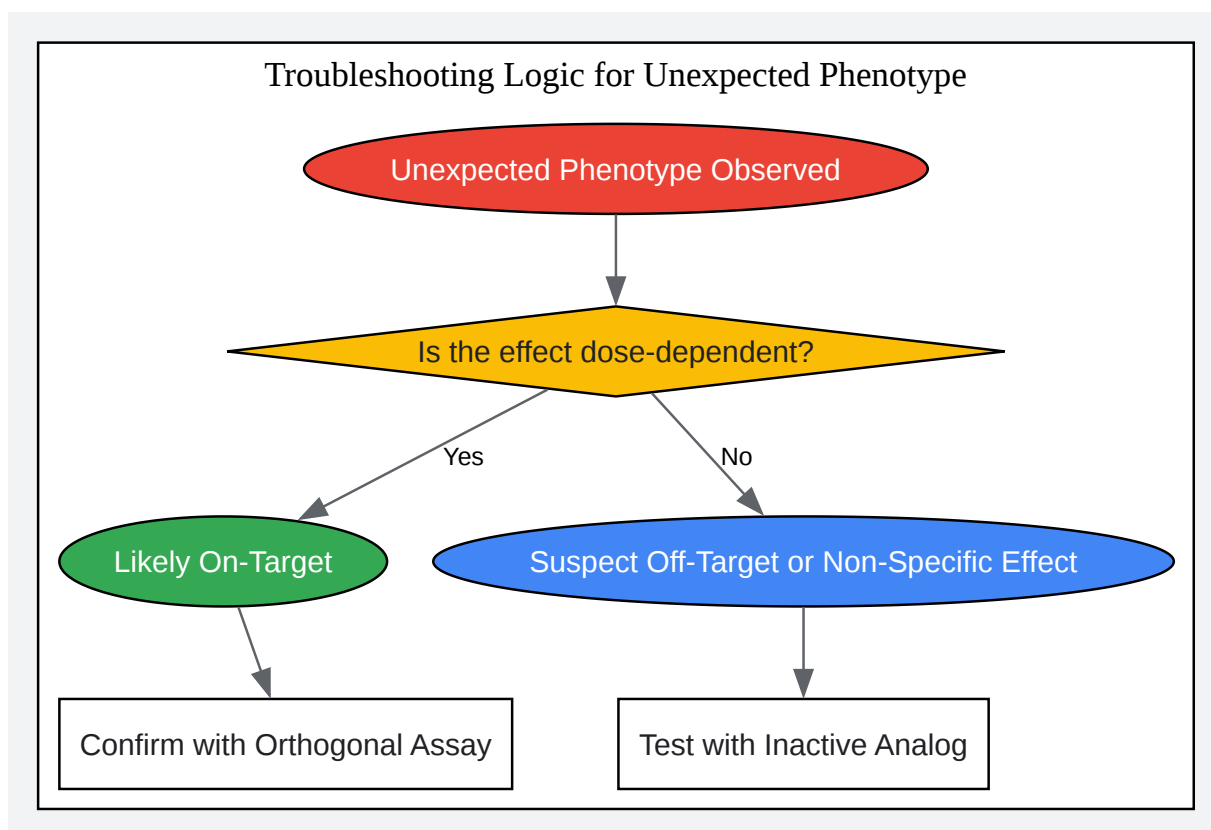 Troubleshooting Logic for Unexpected Phenotype
Unexpected Phenotype Observed
Is the effect dose-dependent?
Yes
No
Likely On-Target
Suspect Off-Target or Non-Specific Effect
Confirm with Orthogonal Assay
Test with Inactive Analog